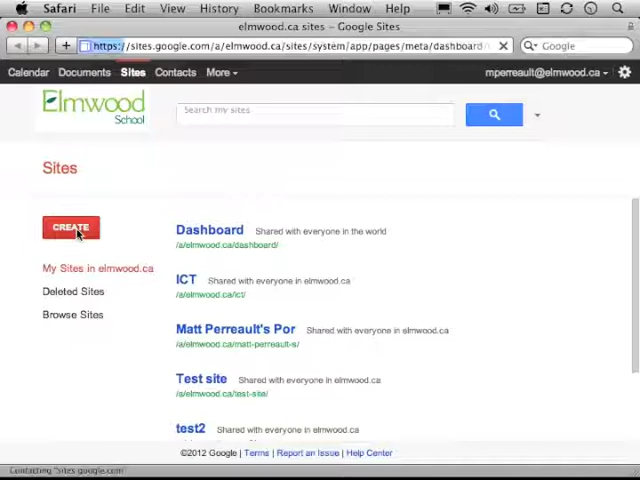 Safari File Edit View History Bookmarks Window Help
elmwood.ca sites – Google Sites
https://sites.google.com/a/elmwood.ca/sites/system/app/pages/meta/dashboard
Google
Calendar Documents Sites Contacts More mperreault@elmwood.ca
Elmwood
School
Search my sites
Sites
CREATE
My Sites in elmwood.ca
Deleted Sites
Browse Sites
Dashboard Shared with everyone in the world
/a/elmwood.ca/dashboard/
ICT Shared with everyone in elmwood.ca
/a/elmwood.ca/ict/
Matt Perreault's Por Shared with everyone in elmwood.ca
/a/elmwood.ca/matt-perreault-s/
Test site Shared with everyone in elmwood.ca
/a/elmwood.ca/test-site/
test2 Shared with everyone in elmwood.ca
©2012 Google | Terms | Report an Issue | Help Center
Contacting "sites.google.com"